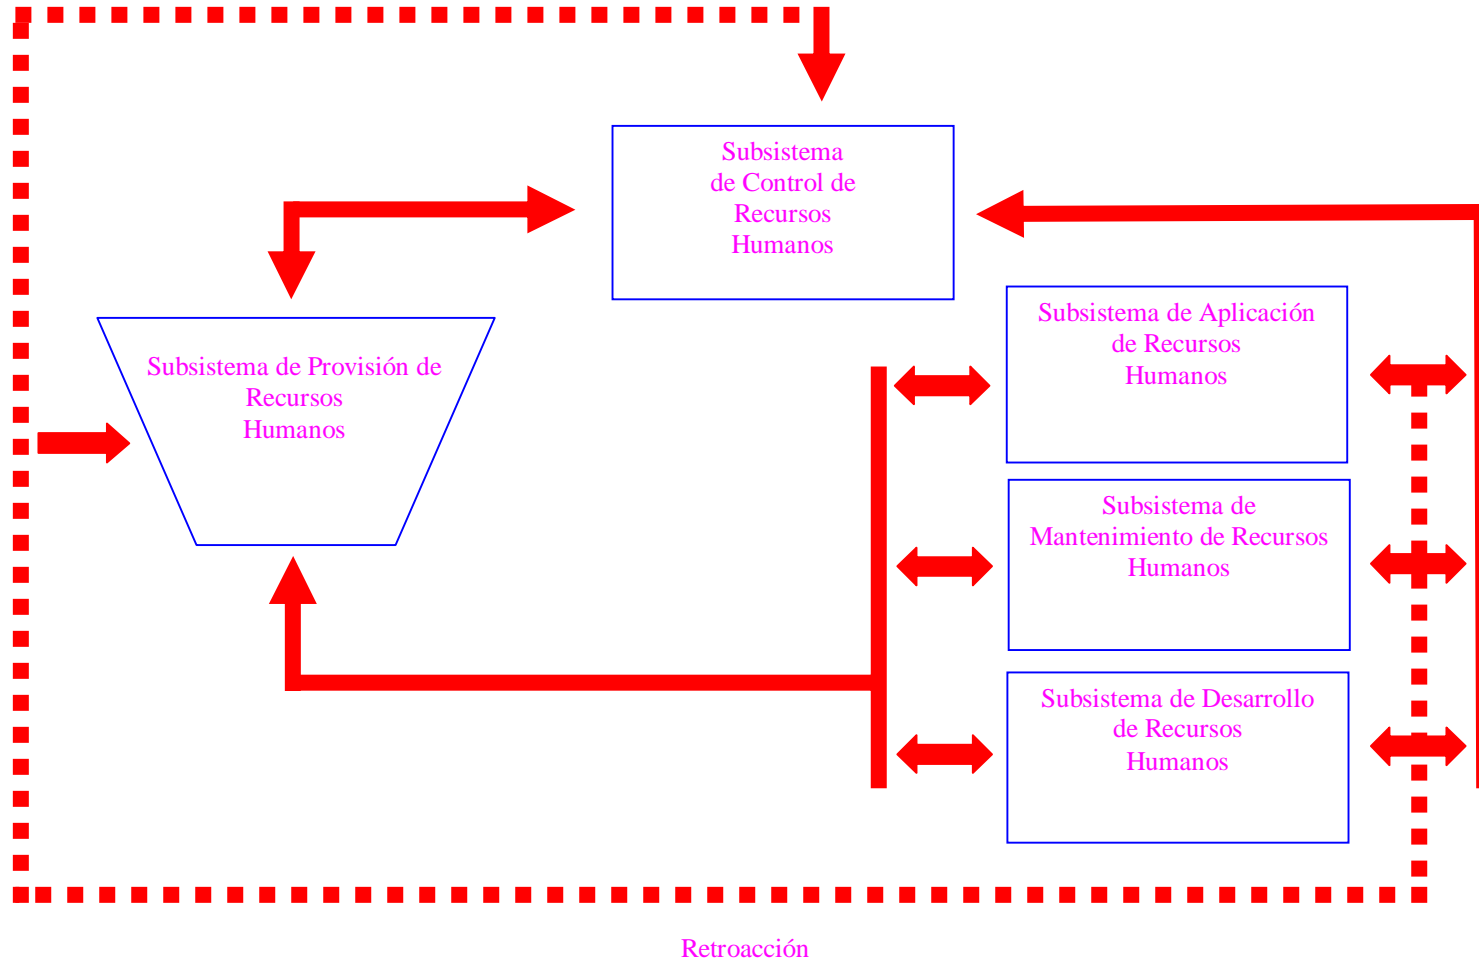 Subsistema
de Control de
Recursos
Humanos
Subsistema de Provisión de
Recursos
Humanos
Subsistema de Aplicación
de Recursos
Humanos
Subsistema de
Mantenimiento de Recursos
Humanos
Subsistema de Desarrollo
de Recursos
Humanos
Retroacción